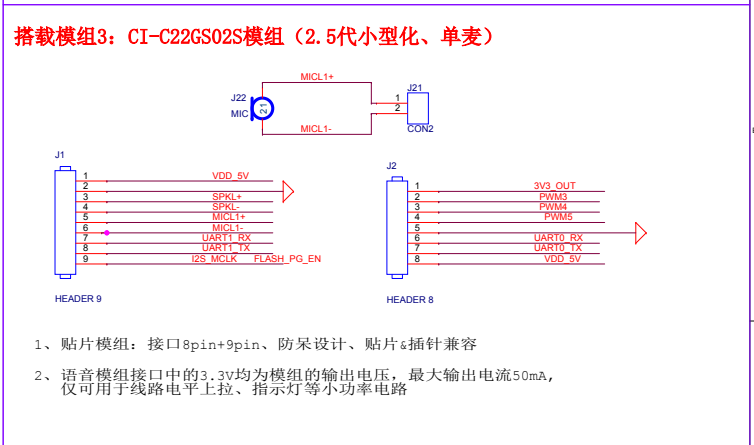 搭载模组3: CI-C22GS02S模组（2.5代小型化、单麦）
MICL1+
J22
MIC
21
J21
1
2
MICL1-
CON2
J1
1 VDD_5V
2
3 SPKL+
4 SPKL-
5 MICL1+
6 MICL1-
7 UART1_RX
8 UART1_TX
9 I2S_MCLK FLASH_PG_EN
HEADER 9
J2
1 3V3_OUT
2 PWM3
3 PWM4
4 PWM5
5
6 UART0_RX
7 UART0_TX
8 VDD_5V
HEADER 8
1、贴片模组: 接口8pin+9pin、防呆设计、贴片&插针兼容
2、语音模组接口中的3.3V均为模组的输出电压，最大输出电流50mA,
仅可用于线路电平上拉、指示灯等小功率电路